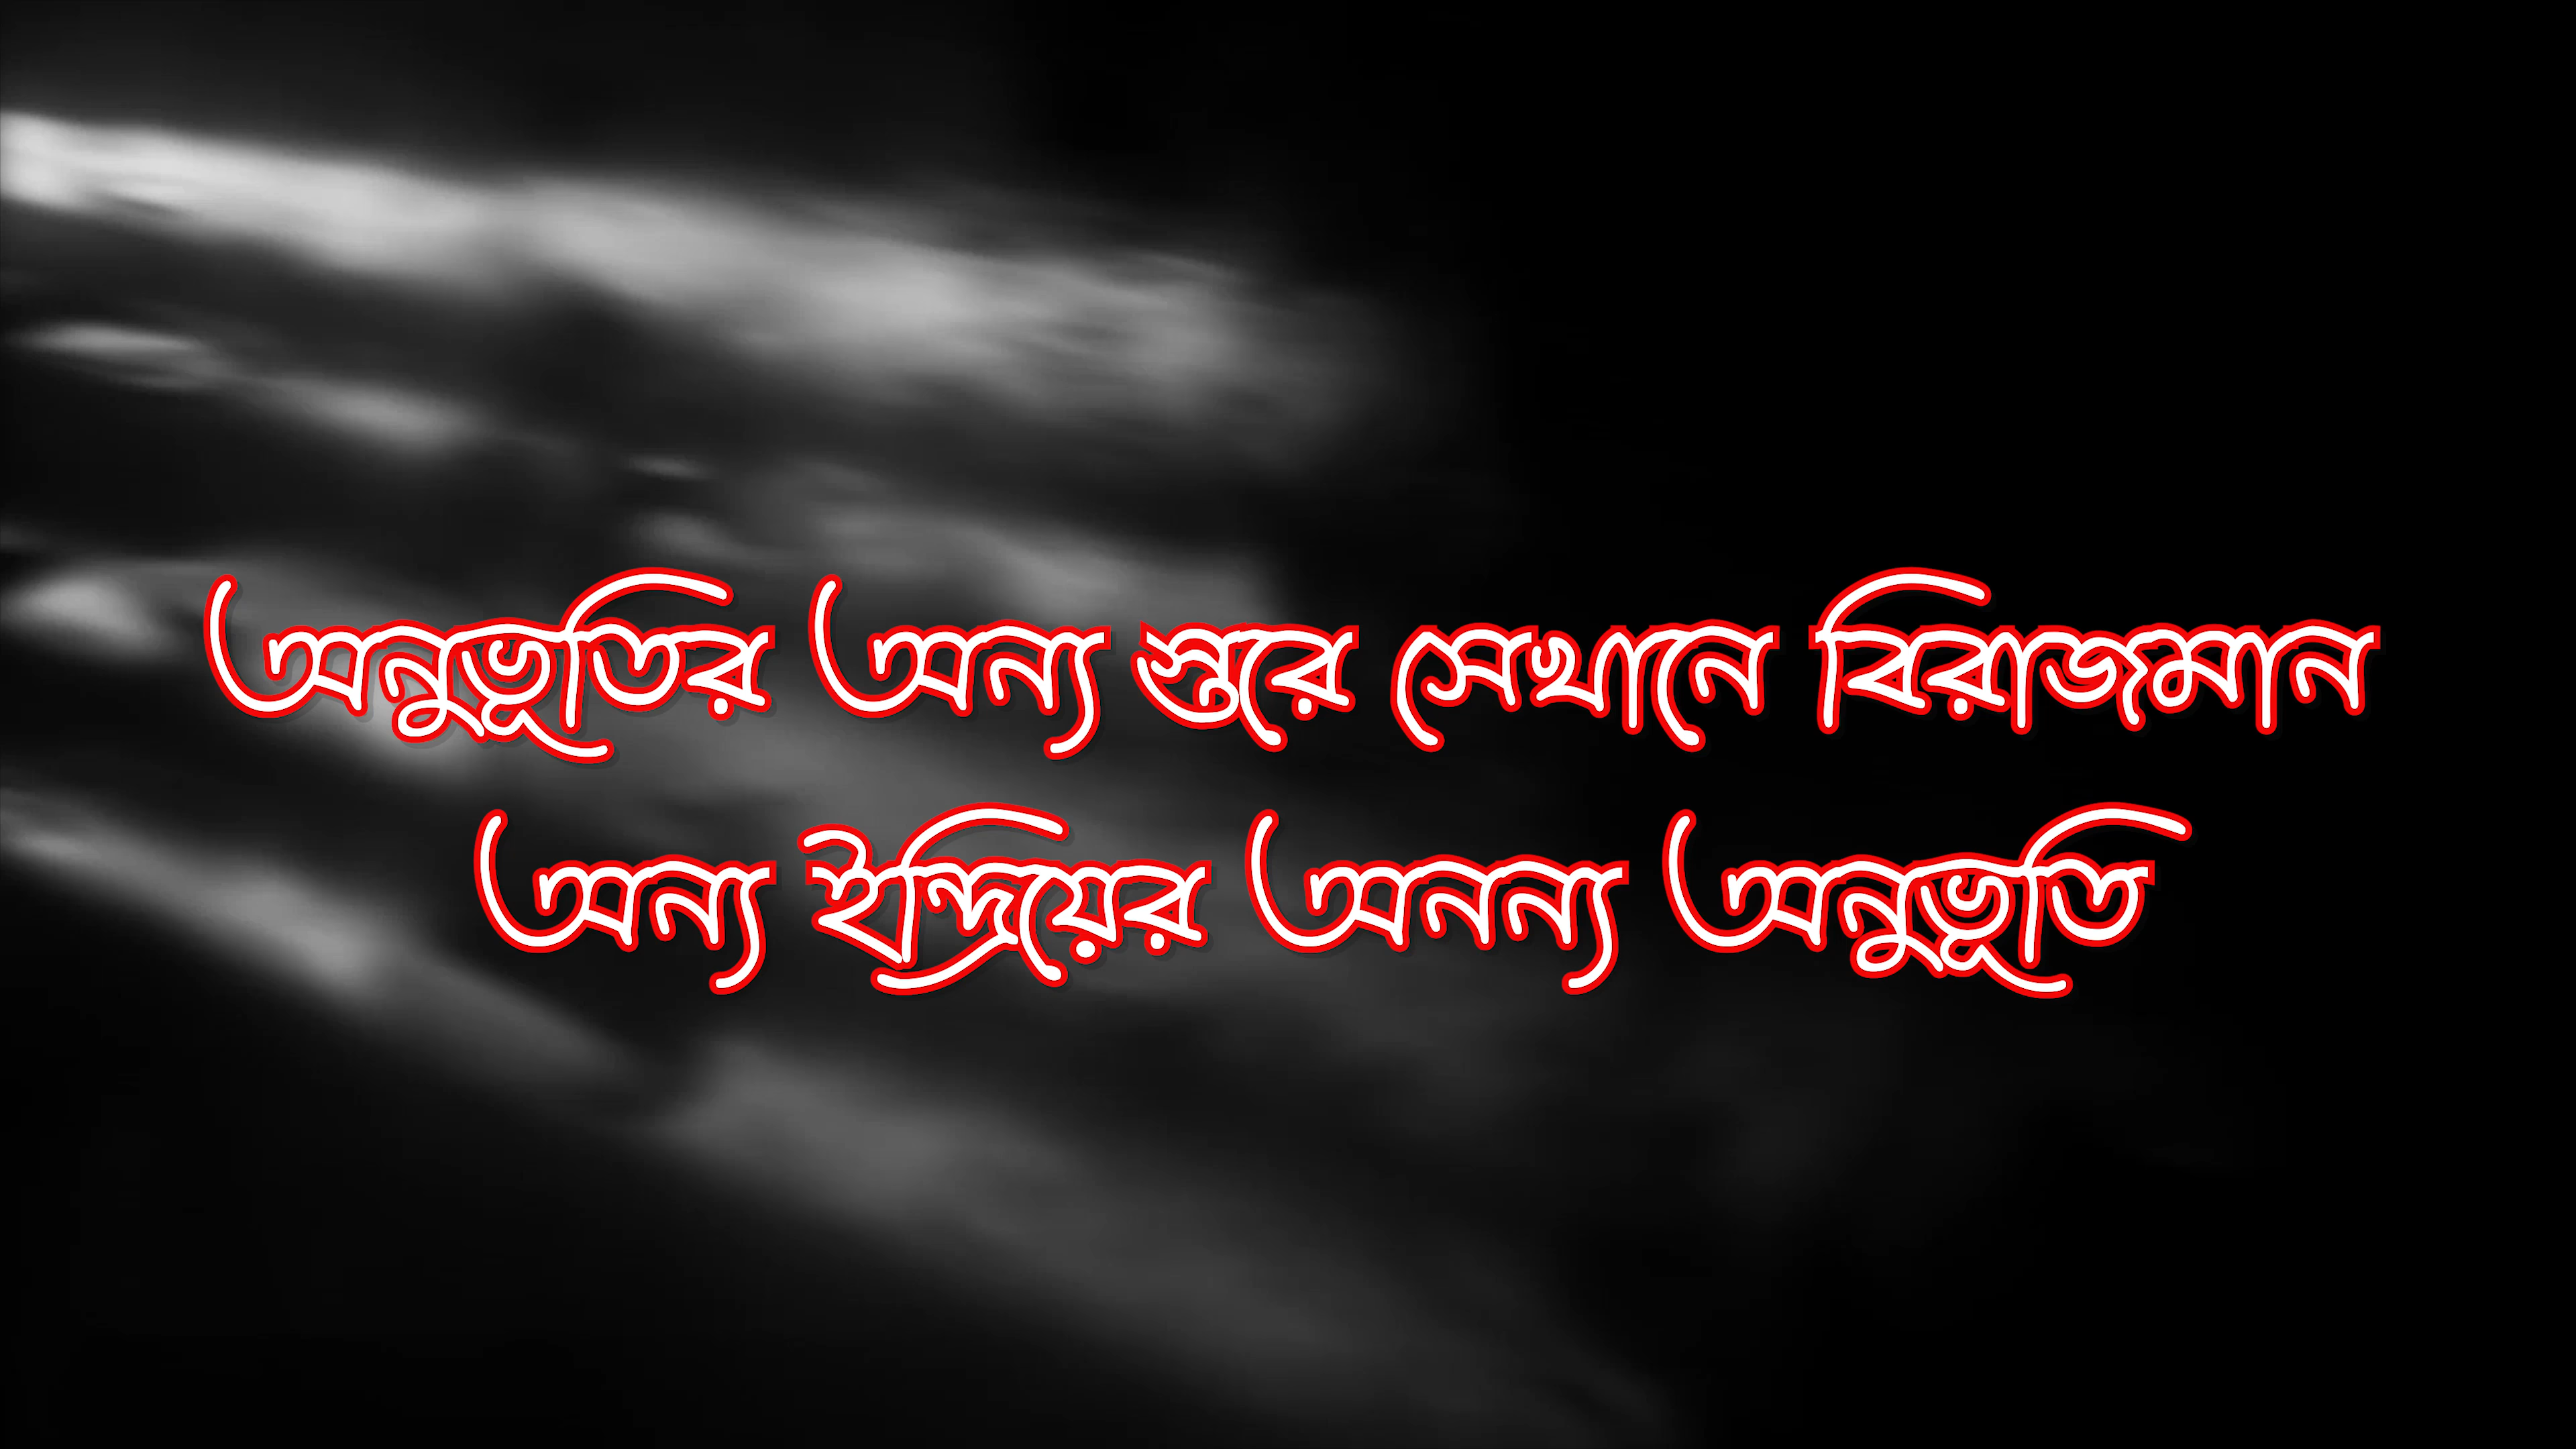 অনুভূতির অন্য স্তরে সেখানে বিরাজমান
অন্য ইন্দ্রিয়ের অনন্য অনুভূতি